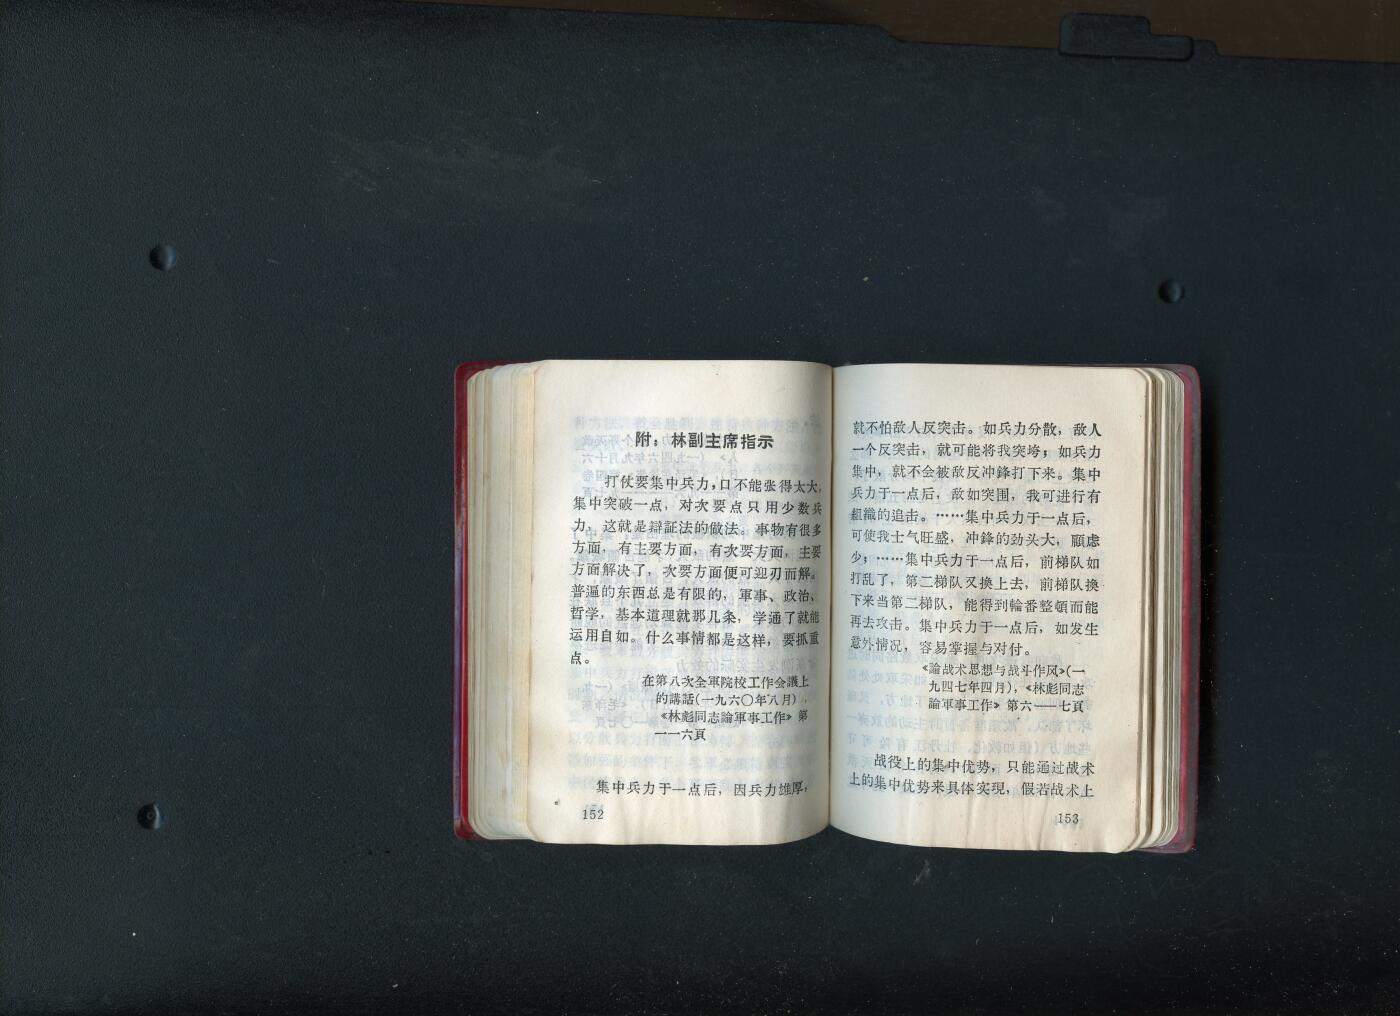 附：林副主席指示
打仗要集中兵力，口不能张得太大，
集中突破一点，对次要点只用少数兵
力，这就是辯証法的做法。事物有很多
方面，有主要方面，有次要方面，主要
方面解决了，次要方面便可迎刃而解。
普遍的东西总是有限的，軍事、政治、
哲学，基本道理就那几条，学通了就能
运用自如。什么事情都是这样，要抓重
点。
在第八次全軍院校工作会議上
的講話（一九六〇年八月），
《林彪同志論軍事工作》第
一一六頁
集中兵力于一点后，因兵力雄厚，
152
就不怕敌人反突击。如兵力分散，敌人
一个反突击，就可能将我突垮；如兵力
集中，就不会被敌反冲鋒打下来。集中
兵力于一点后，敌如突围，我可进行有
組織的追击。……集中兵力于一点后，
可使我士气旺盛，冲鋒的劲头大，顧虑
少；……集中兵力于一点后，前梯队如
打乱了，第二梯队又換上去，前梯队換
下来当第二梯队，能得到輪番整頓而能
再去攻击。集中兵力于一点后，如发生
意外情况，容易掌握与对付。
《論战术思想与战斗作风》（一
九四七年四月），《林彪同志
論軍事工作》第六——七頁
战役上的集中优势，只能通过战术
上的集中优势来具体实现，假若战术上
153